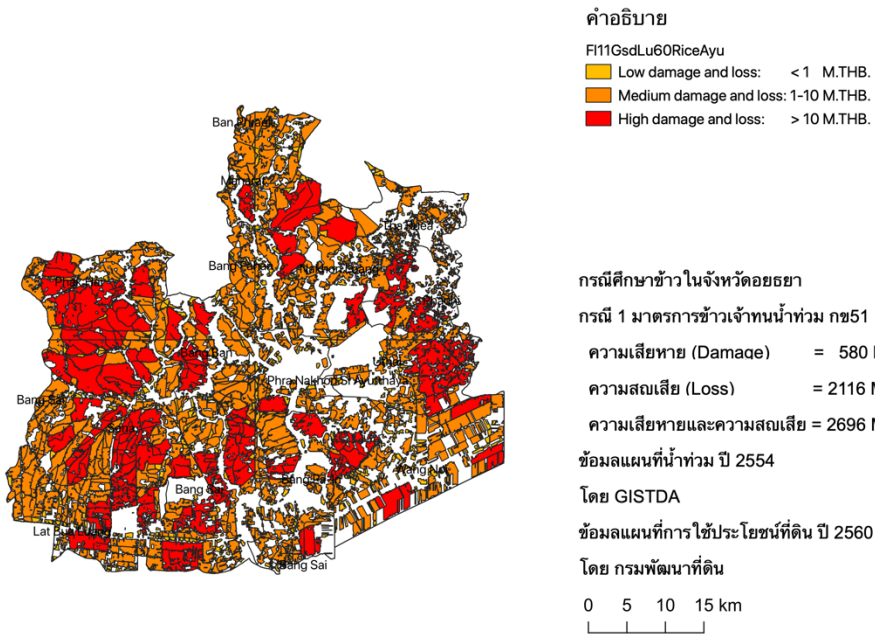 คำอธิบาย
Fl11GsdLu60RiceAyu
Low damage and loss: < 1 M.THB.
Medium damage and loss: 1-10 M.THB.
High damage and loss: > 10 M.THB.
Ban Phraek
Maharat
Tha Ruea
Bang Pahan
Nakhon Luang
Phak Hai
Bang Ban
Uthai
Phra Nakhon Si Ayutthaya
Bang Sai
Sena
Wang Noi
Bang Pa-In
Bang Sai
Lat Bua Luang
Bang Sai
กรณีศึกษาข้าวในจังหวัดอยธยา
กรณี 1 มาตรการข้าวเจ้าทนน้ำท่วม กข51
ความเสียหาย (Damage) = 580
ความสณเสีย (Loss) = 2116
ความเสียหายและความสณเสีย = 2696
ข้อมลแผนที่น้ำท่วม ปี 2554
โดย GISTDA
ข้อมลแผนที่การใช้ประโยชน์ที่ดิน ปี 2560
โดย กรมพัฒนาที่ดิน
0 5 10 15 km